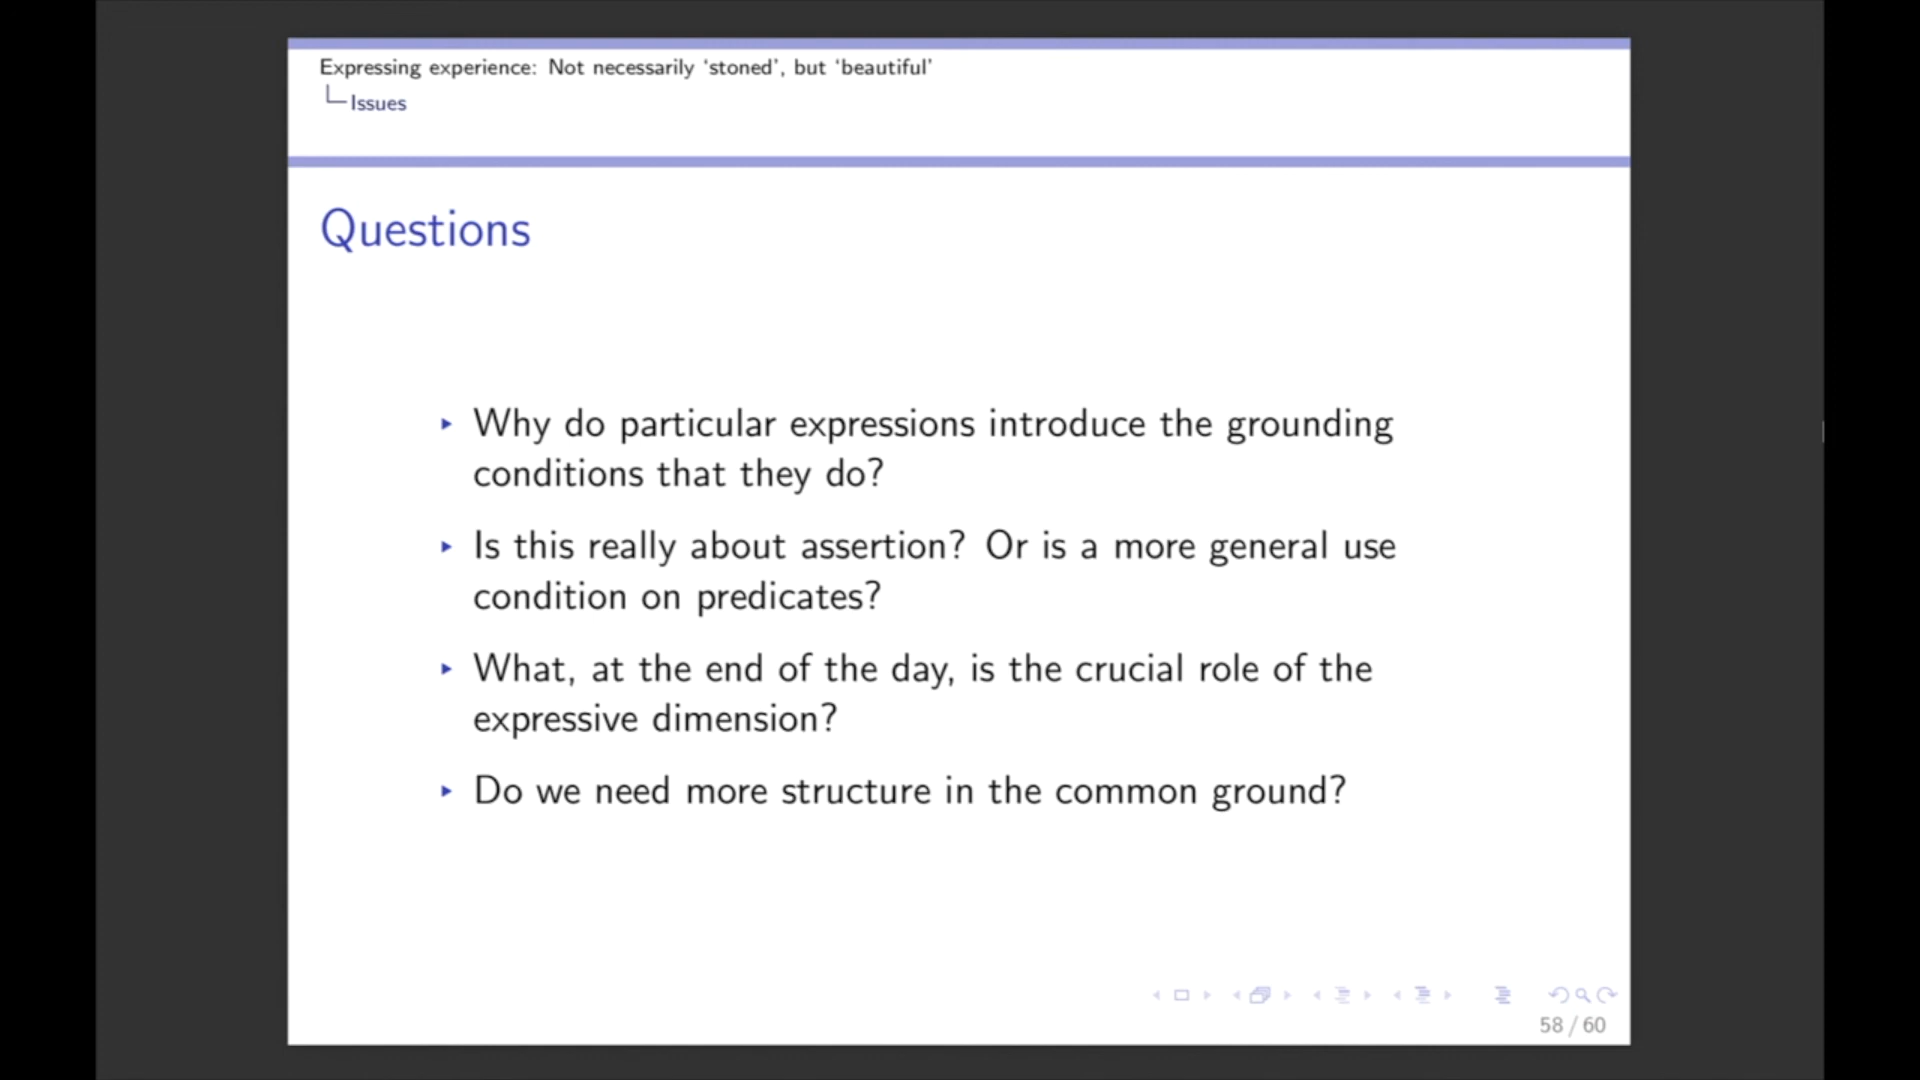 Expressing experience: Not necessarily ‘stoned’, but ‘beautiful’
Issues
Questions
Why do particular expressions introduce the grounding
conditions that they do?
Is this really about assertion? Or is a more general use
condition on predicates?
What, at the end of the day, is the crucial role of the
expressive dimension?
Do we need more structure in the common ground?
58 / 60